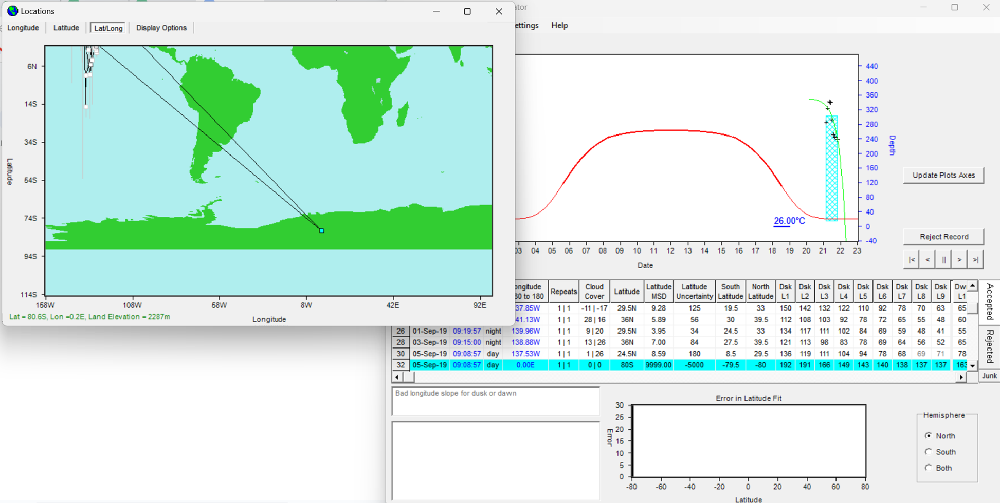 Locations
Longitude Latitude Lat/Long Display Options
ator
ettings Help
6N
14S
34S
54S
74S
94S
114S
Latitude
158W 108W 58W 8W 42E 92E
Lat = 80.6S, Lon =0.2E, Land Elevation = 2287m
Longitude
440
400
360
320
280
240
200
160
120
80
40
0
-40
Depth
26.00°C
03 04 05 06 07 08 09 10 11 12 13 14 15 16 17 18 19 20 21 22 23
Date
Update Plots Axes
Reject Record
|< < || > >|
ongitude Repeats Cloud Cover Latitude Latitude MSD Latitude Uncertainty South Latitude North Latitude Dsk L1 Dsk L2 Dsk L3 Dsk L4 Dsk L5 Dsk L6 Dsk L7 Dsk L8 Dsk L9 Dw L1
80 to 180
37.85W 1|1 -11|-17 29.5N 9.28 125 19.5 33 150 142 132 122 110 92 78 70 63 65
41.13W 1|1 28|16 36N 5.89 56 30 39.5 112 108 103 92 78 72 65 55 48 60
26 01-Sep-19 09:19:57 night 139.96W 1|1 9|20 29.5N 3.95 34 24.5 33 134 117 111 102 84 69 59 48 41 55
28 03-Sep-19 09:15:00 night 138.88W 1|1 13|26 36N 7.00 84 27.5 39.5 121 113 98 83 78 69 64 56 52 65
30 05-Sep-19 09:08:57 day 137.53W 1|1 1|26 24.5N 8.59 180 8.5 29.5 136 119 111 104 94 78 68 69 71 78
32 05-Sep-19 09:08:57 day 0.00E 1|1 0|0 80S 9999.00 -5000 -79.5 -80 192 191 166 149 143 140 138 137 137 163
Accepted
Rejected
Junk
Bad longitude slope for dusk or dawn
Error in Latitude Fit
30
25
20
15
10
5
0
Error
-80 -60 -40 -20 0 20 40 60 80
Latitude
Hemisphere
North
South
Both